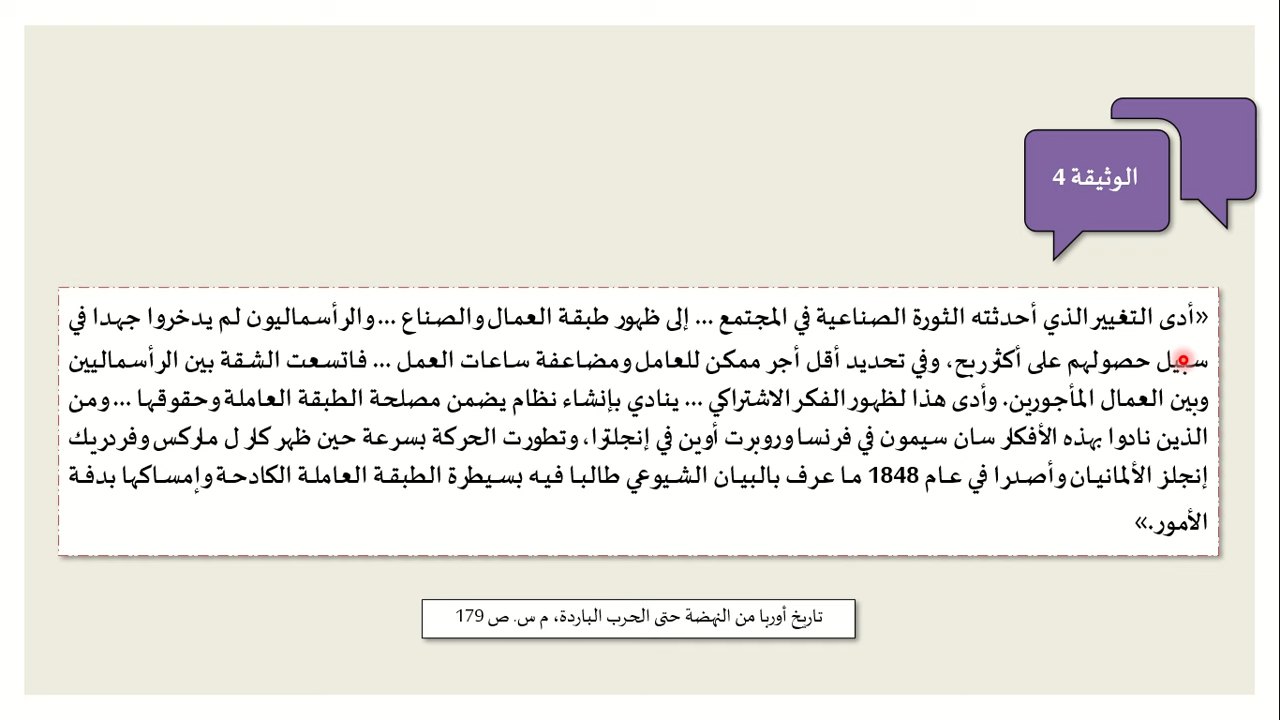 الوثيقة 4
«أدى التغيير الذي أحدثته الثورة الصناعية في المجتمع ... إلى ظهور طبقة العمال والصناع ... والرأسماليون لم يدخروا جهدا في
سبيل حصولهم على أكثر ربح، وفي تحديد أقل أجر ممكن للعامل ومضاعفة ساعات العمل ... فاتسعت الشقة بين الرأسماليين
وبين العمال المأجورين. وأدى هذا لظهور الفكر الاشتراكي ... ينادي بإنشاء نظام يضمن مصلحة الطبقة العاملة وحقوقها ... ومن
الذين نادوا بهذه الأفكار سان سيمون في فرنسا وروبرت أوين في إنجلترا، وتطورت الحركة بسرعة حين ظهر كارل ماركس وفردريك
إنجلز الألمانيان وأصدرا في عام 1848 ما عرف بالبيان الشيوعي طالبا فيه بسيطرة الطبقة العاملة الكادحة وإمساكها بدفة
الأمور.»
تاريخ أوربا من النهضة حتى الحرب الباردة، م س. ص 179